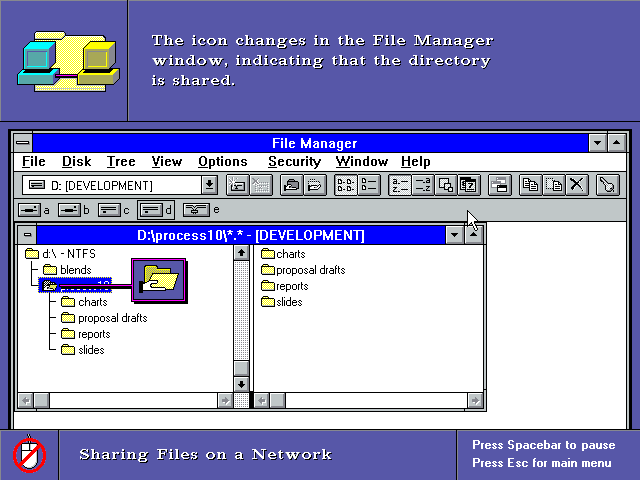 The icon changes in the File Manager
window, indicating that the directory
is shared.
File Manager
File Disk Tree View Options Security Window Help
D: [DEVELOPMENT]
a b c d e
D:\process10\*.* - [DEVELOPMENT]
d:\ - NTFS
blends
charts
proposal drafts
reports
slides
charts
proposal drafts
reports
slides
Sharing Files on a Network
Press Spacebar to pause
Press Esc for main menu